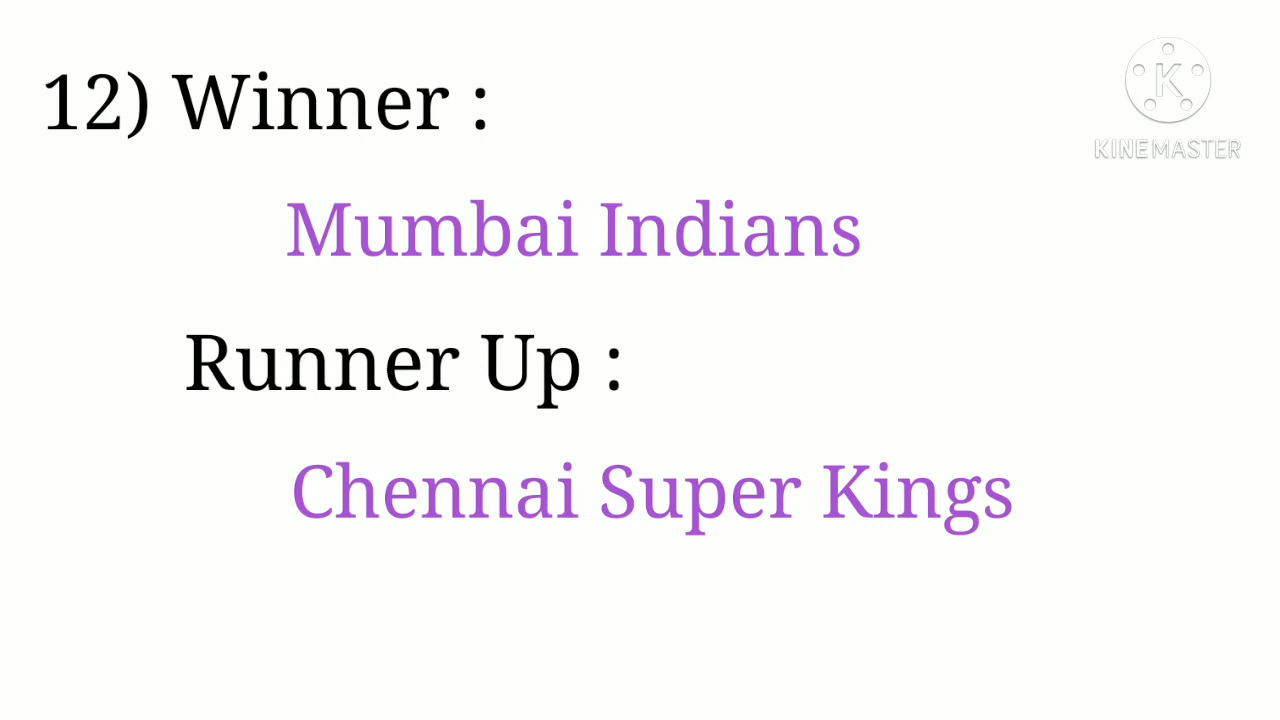 12) Winner :
K
KINEMASTER
Mumbai Indians
Runner Up :
Chennai Super Kings